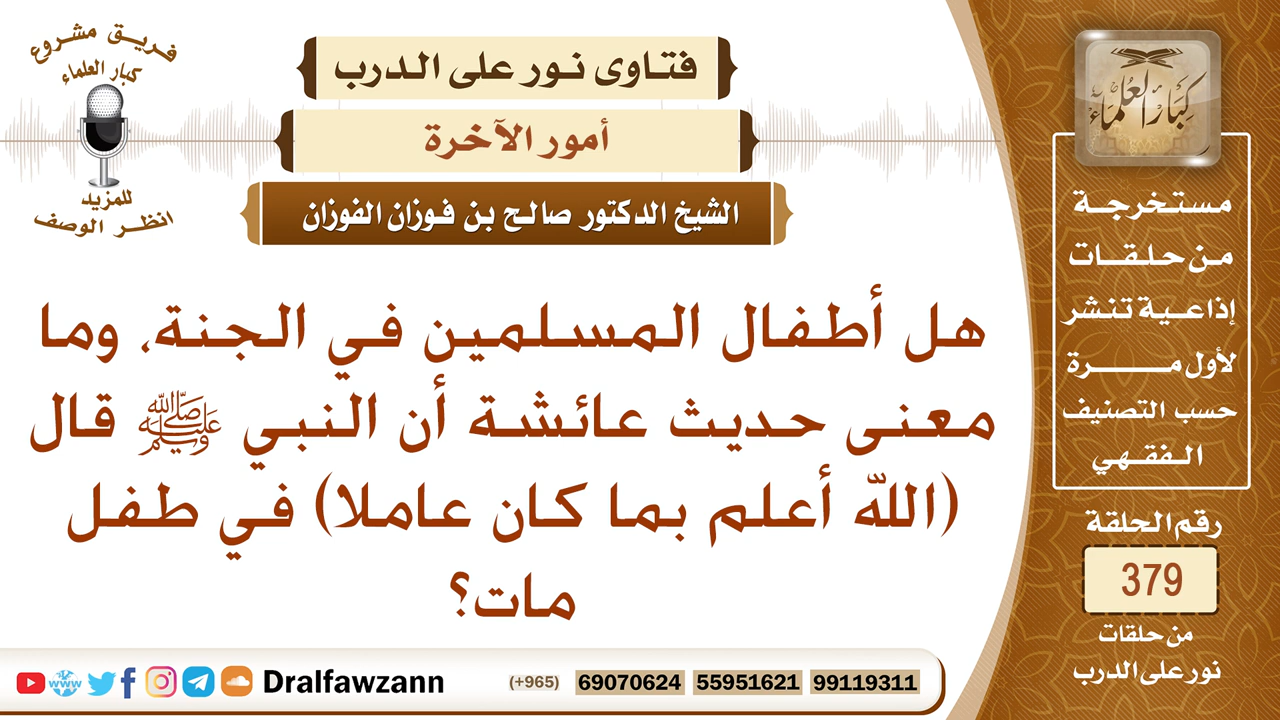 فريق مشروع
كبار العلماء
للمزيد
انظر الوصف
فتاوى نور على الدرب
أمور الآخرة
الشيخ الدكتور صالح بن فوزان الفوزان
هل أطفال المسلمين في الجنة، وما
معنى حديث عائشة أن النبي ﷺ قال
(الله أعلم بما كان عاملا) في طفل
مات؟
كبار العلماء
مستخرجة
من حلقات
إذاعية تنشر
لأول مرة
حسب التصنيف
الفقهي
رقم الحلقة
379
من حلقات
نور على الدرب
www Dralfawzann (+965) 69070624 55951621 99119311